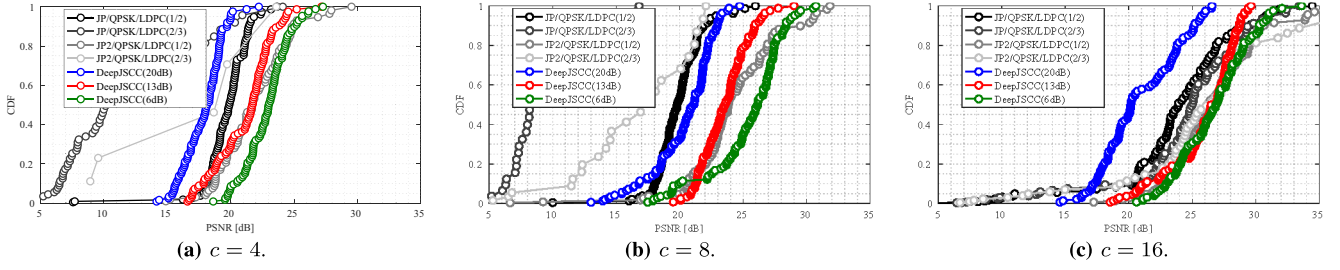 1
0.8
0.6
0.4
0.2
0
CDF
JP/QPSK/LDPC(1/2)
JP/QPSK/LDPC(2/3)
JP2/QPSK/LDPC(1/2)
JP2/QPSK/LDPC(2/3)
DeepJSCC(20dB)
DeepJSCC(13dB)
DeepJSCC(6dB)
5 10 15 20 25 30 35
PSNR [dB]
(a) c = 4.
1
0.8
0.6
0.4
0.2
0
CDF
JP/QPSK/LDPC(1/2)
JP/QPSK/LDPC(2/3)
JP2/QPSK/LDPC(1/2)
JP2/QPSK/LDPC(2/3)
DeepJSCC(20dB)
DeepJSCC(13dB)
DeepJSCC(6dB)
5 10 15 20 25 30 35
PSNR [dB]
(b) c = 8.
1
0.8
0.6
0.4
0.2
0
CDF
JP/QPSK/LDPC(1/2)
JP/QPSK/LDPC(2/3)
JP2/QPSK/LDPC(1/2)
JP2/QPSK/LDPC(2/3)
DeepJSCC(20dB)
DeepJSCC(13dB)
DeepJSCC(6dB)
5 10 15 20 25 30 35
PSNR [dB]
(c) c = 16.